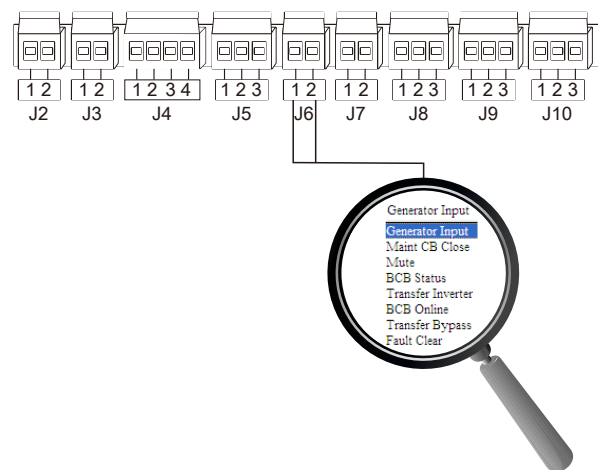 1 2 1 2 1 2 3 4 1 2 3 1 2 1 2 1 2 3 1 2 3 1 2 3
J2 J3 J4 J5 J6 J7 J8 J9 J10
Generator Input
Generator Input
Maint CB Close
Mute
BCB Status
Transfer Inverter
BCB Online
Transfer Bypass
Fault Clear